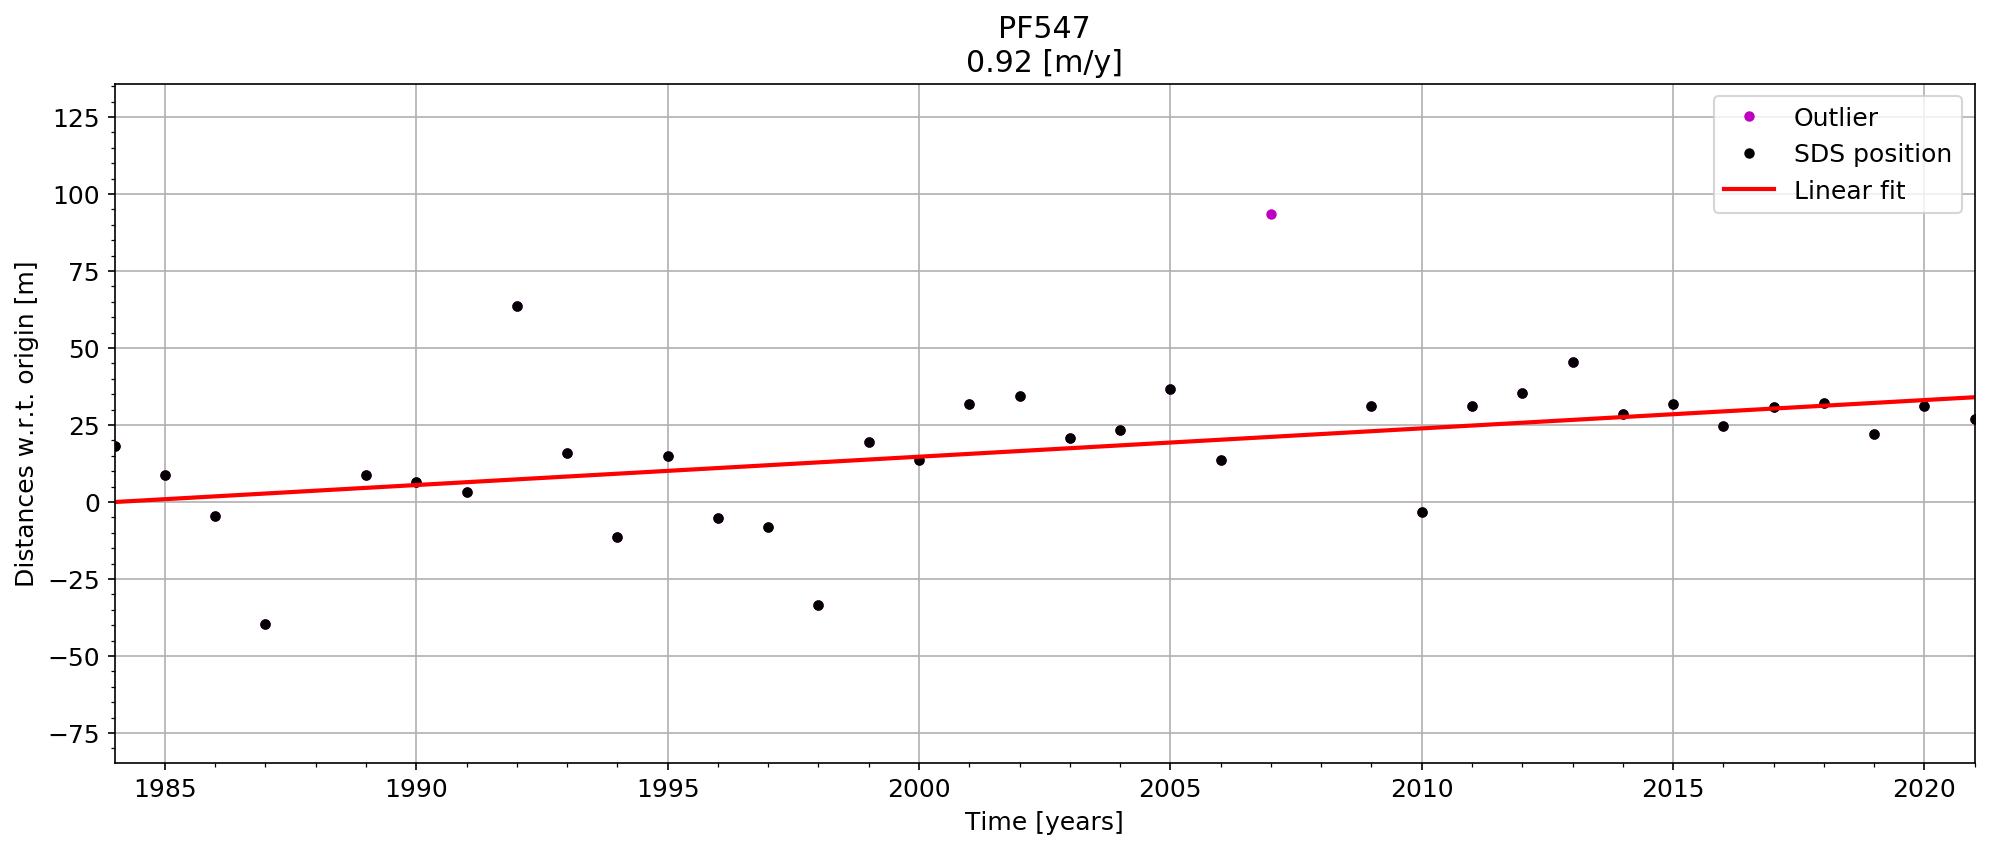 PF547
0.92 [m/y]
Outlier
SDS position
Linear fit
Distances w.r.t. origin [m]
125
100
75
50
25
0
−25
−50
−75
1985 1990 1995 2000 2005 2010 2015 2020
Time [years]